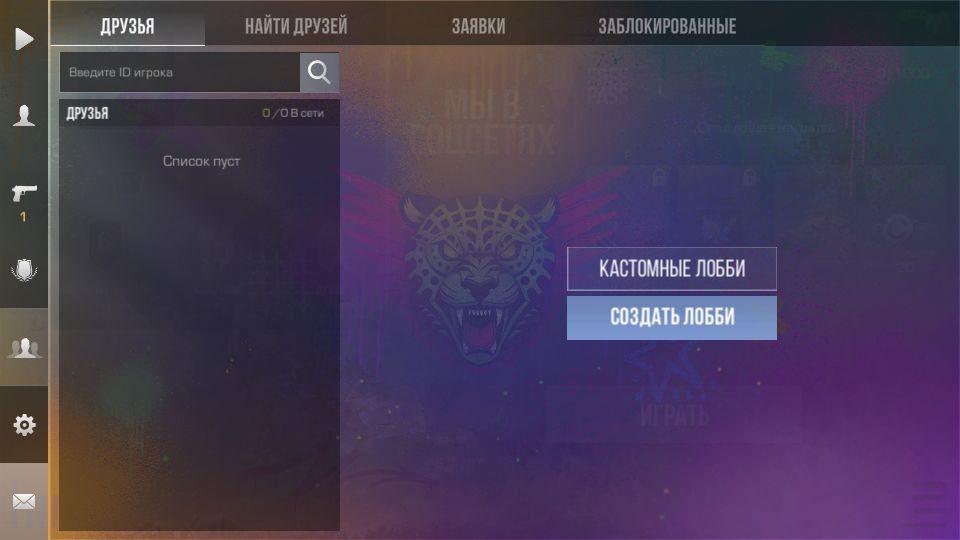 ДРУЗЬЯ
НАЙТИ ДРУЗЕЙ
ЗАЯВКИ
ЗАБЛОКИРОВАННЫЕ
Введите ID игрока
ДРУЗЬЯ
0/0 В сети
Список пуст
1
МЫ В
СОЦСЕТЯХ
PASS
КАСТОМНЫЕ ЛОББИ
СОЗДАТЬ ЛОББИ
ИГРАТЬ